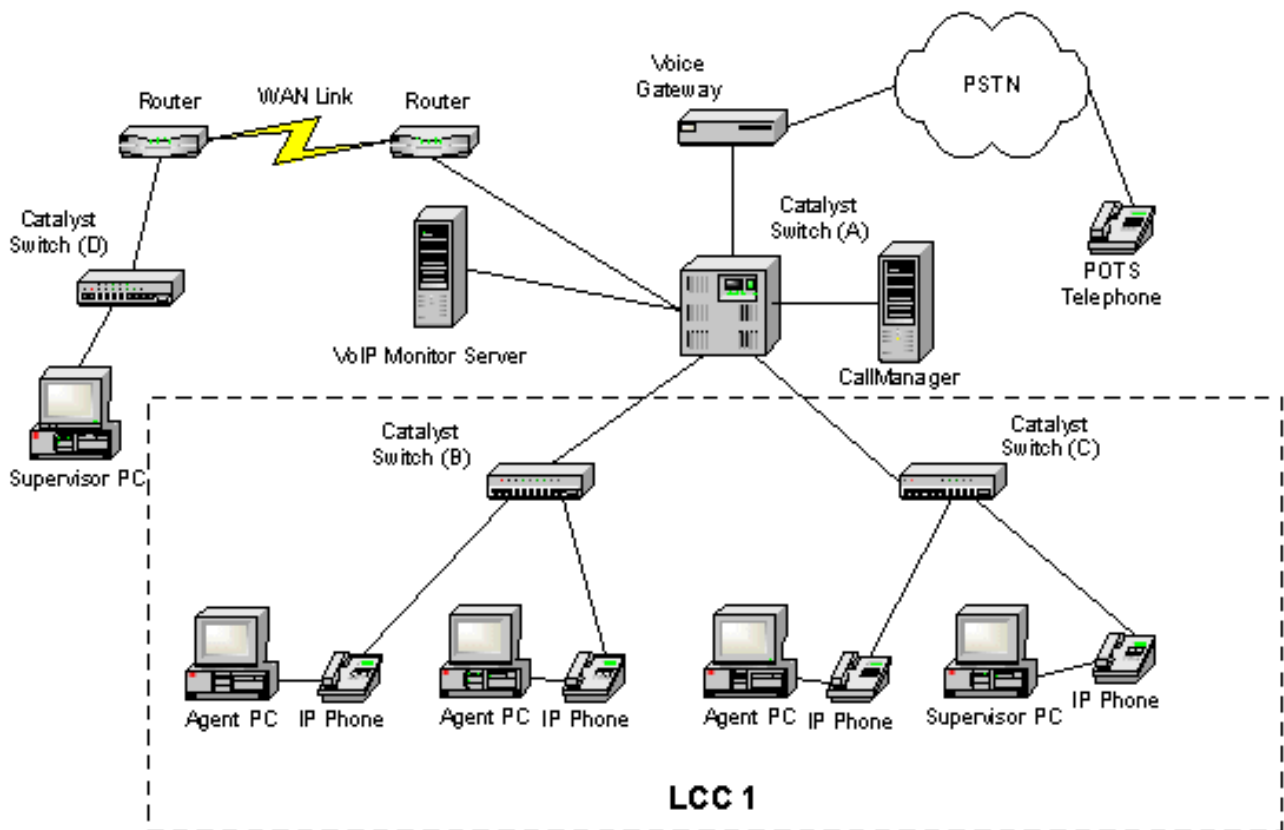 Voice
Gateway
PSTN
Router
WAN Link
Router
Catalyst
Switch (D)
Catalyst
Switch (A)
POTS
Telephone
VoIP Monitor Server
CallManager
Supervisor PC
Catalyst
Switch (B)
Catalyst
Switch (C)
Agent PC
IP Phone
Agent PC
IP Phone
Agent PC
IP Phone
Supervisor PC
IP Phone
LCC 1